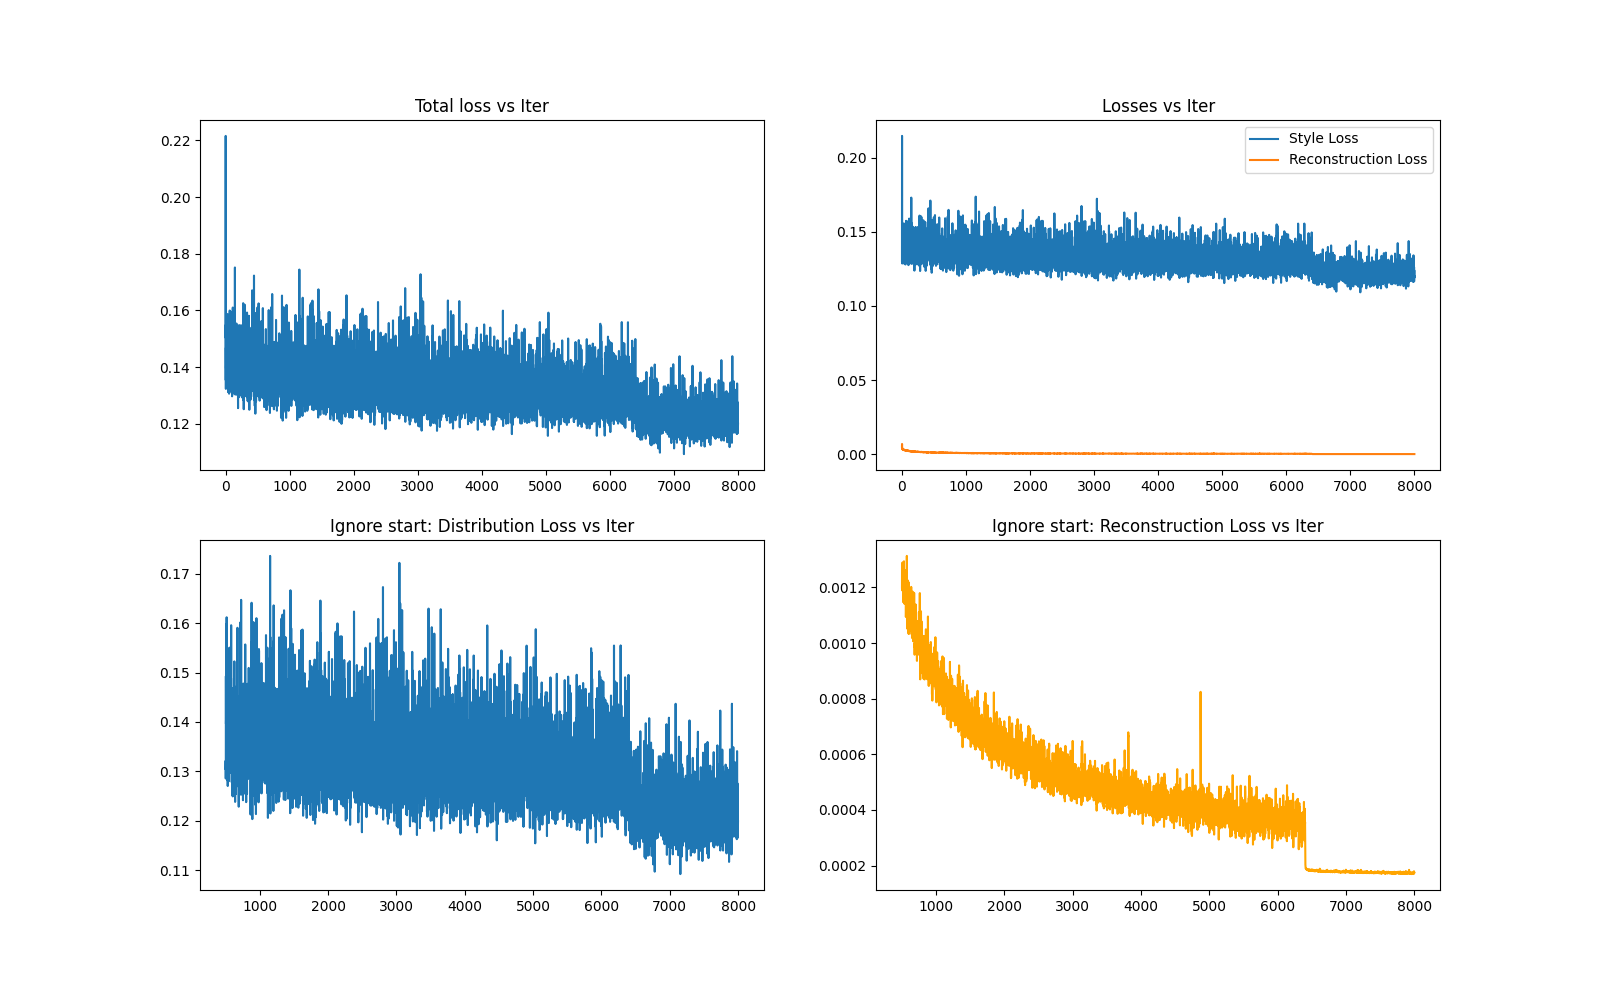 Total loss vs Iter
0.22
0.20
0.18
0.16
0.14
0.12
0 1000 2000 3000 4000 5000 6000 7000 8000
Losses vs Iter
Style Loss
Reconstruction Loss
0.20
0.15
0.10
0.05
0.00
0 1000 2000 3000 4000 5000 6000 7000 8000
Ignore start: Distribution Loss vs Iter
0.17
0.16
0.15
0.14
0.13
0.12
0.11
1000 2000 3000 4000 5000 6000 7000 8000
Ignore start: Reconstruction Loss vs Iter
0.0012
0.0010
0.0008
0.0006
0.0004
0.0002
1000 2000 3000 4000 5000 6000 7000 8000